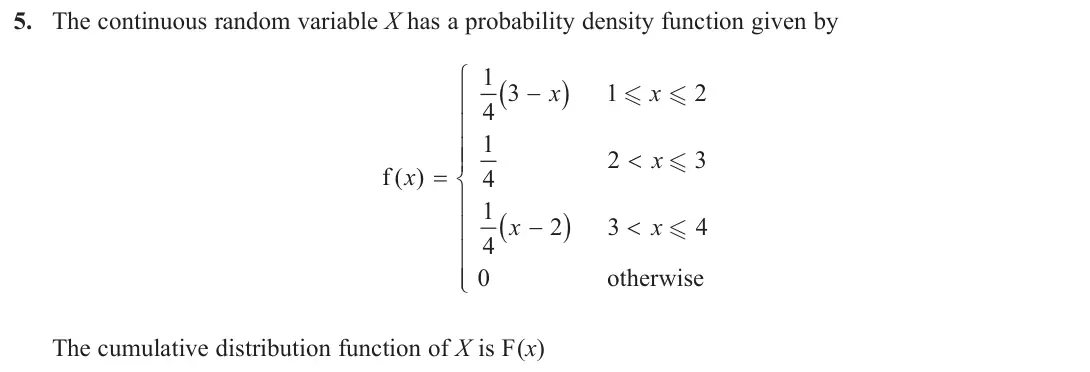 5. The continuous random variable X has a probability density function given by
f(x) = { 1/4 (3 − x)   1 ⩽ x ⩽ 2
1/4   2 < x ⩽ 3
1/4 (x − 2)   3 < x ⩽ 4
0   otherwise
The cumulative distribution function of X is F(x)